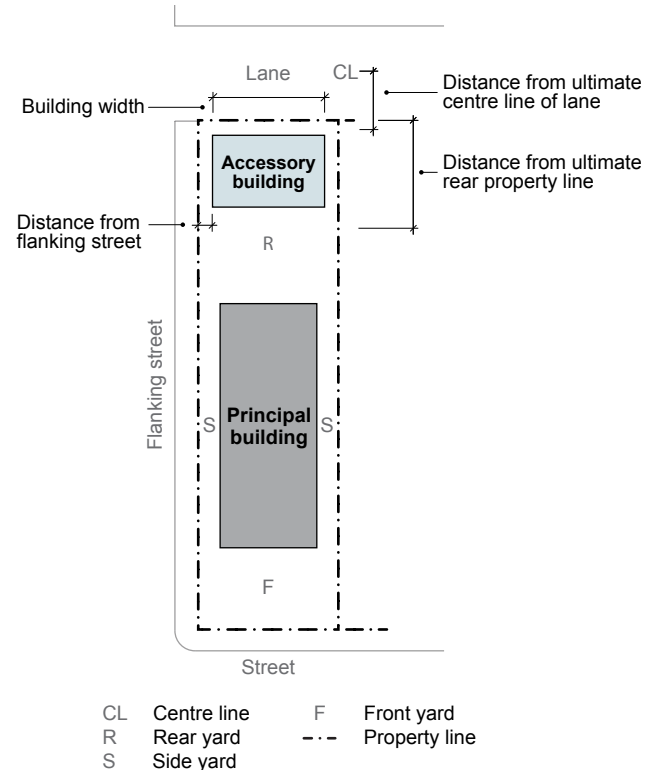 Lane
CL
Distance from ultimate
centre line of lane
Building width
Accessory
building
Distance from ultimate
rear property line
Distance from
flanking street
R
Flanking street
S
Principal
building
S
F
Street
CL Centre line
F Front yard
R Rear yard
Property line
S Side yard